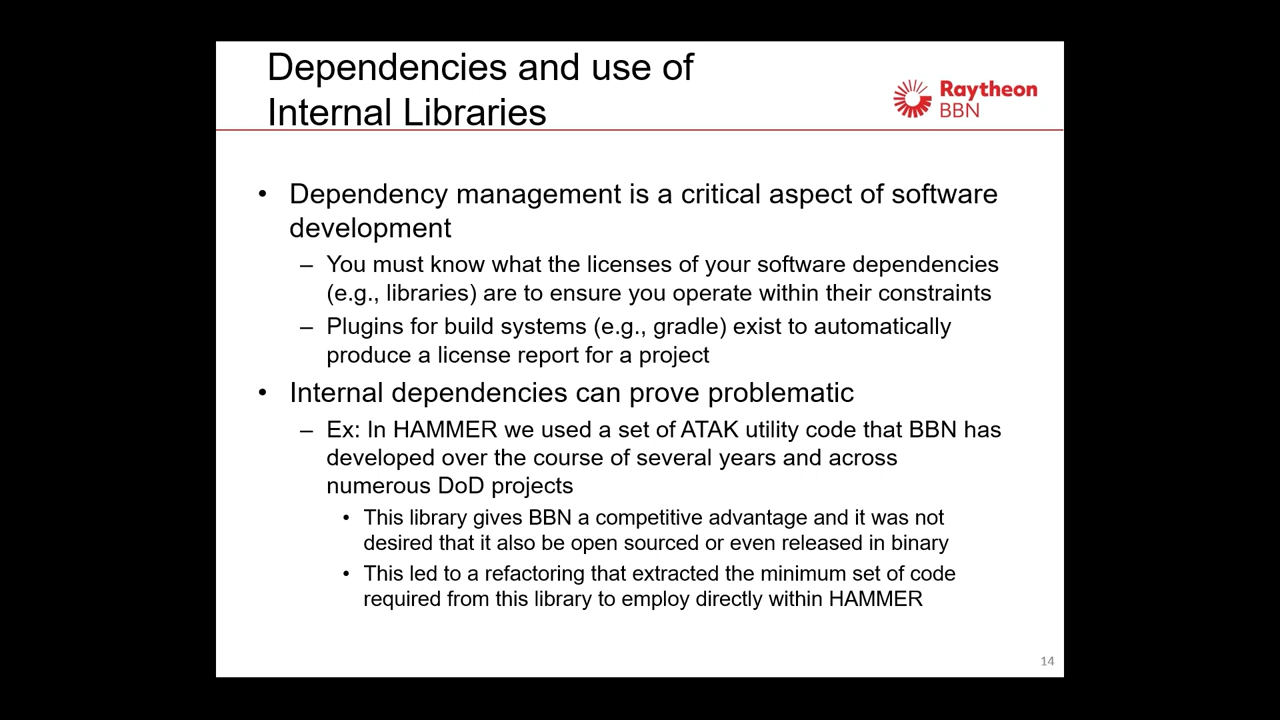 Dependencies and use of
Internal Libraries
Raytheon
BBN
• Dependency management is a critical aspect of software
development
– You must know what the licenses of your software dependencies
(e.g., libraries) are to ensure you operate within their constraints
– Plugins for build systems (e.g., gradle) exist to automatically
produce a license report for a project
• Internal dependencies can prove problematic
– Ex: In HAMMER we used a set of ATAK utility code that BBN has
developed over the course of several years and across
numerous DoD projects
• This library gives BBN a competitive advantage and it was not
desired that it also be open sourced or even released in binary
• This led to a refactoring that extracted the minimum set of code
required from this library to employ directly within HAMMER
14